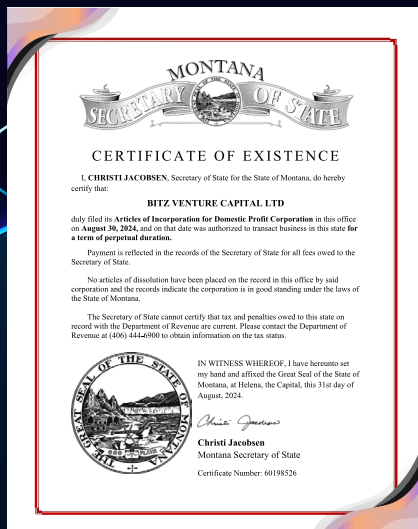 MONTANA
SECRETARY OF STATE
CERTIFICATE OF EXISTENCE
I, CHRISTI JACOBSEN, Secretary of State for the State of Montana, do hereby
certify that:
BITZ VENTURE CAPITAL LTD
duly filed its Articles of Incorporation for Domestic Profit Corporation in this office
on August 30, 2024, and on that date was authorized to transact business in this state for
a term of perpetual duration.
Payment is reflected in the records of the Secretary of State for all fees owed to the
Secretary of State.
No articles of dissolution have been placed on the record in this office by said
corporation and the records indicate the corporation is in good standing under the laws of
the State of Montana.
The Secretary of State cannot certify that tax and penalties owed to this state on
record with the Department of Revenue are current. Please contact the Department of
Revenue at (406) 444-6900 to obtain information on the tax status.
THE GREAT SEAL OF THE STATE OF MONTANA
ORO Y PLATA
IN WITNESS WHEREOF, I have hereunto set
my hand and affixed the Great Seal of the State of
Montana, at Helena, the Capital, this 31st day of
August, 2024.
Christi Jacobsen
Christi Jacobsen
Montana Secretary of State
Certificate Number: 60198526